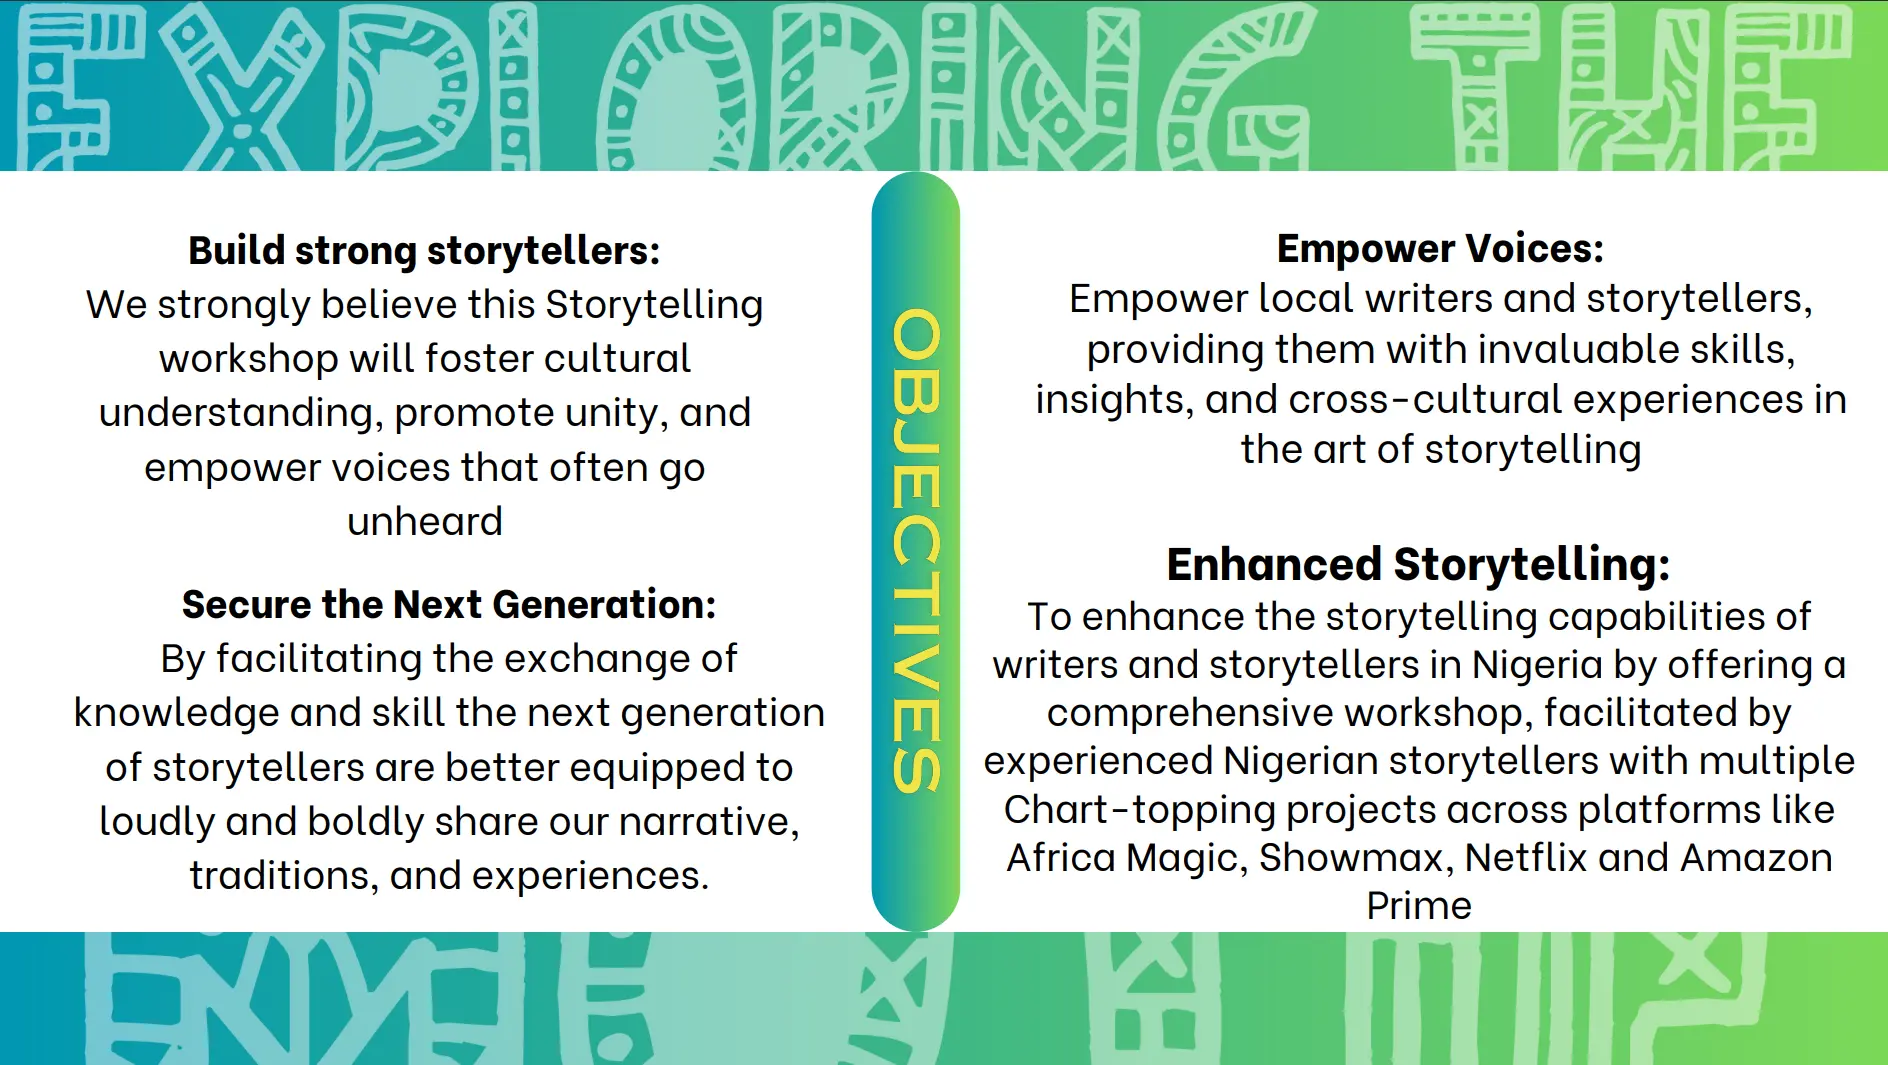 EXPLORING THE
Build strong storytellers:
We strongly believe this Storytelling
workshop will foster cultural
understanding, promote unity, and
empower voices that often go
unheard
Secure the Next Generation:
By facilitating the exchange of
knowledge and skill the next generation
of storytellers are better equipped to
loudly and boldly share our narrative,
traditions, and experiences.
OBJECTIVES
Empower Voices:
Empower local writers and storytellers,
providing them with invaluable skills,
insights, and cross-cultural experiences in
the art of storytelling
Enhanced Storytelling:
To enhance the storytelling capabilities of
writers and storytellers in Nigeria by offering a
comprehensive workshop, facilitated by
experienced Nigerian storytellers with multiple
Chart-topping projects across platforms like
Africa Magic, Showmax, Netflix and Amazon
Prime